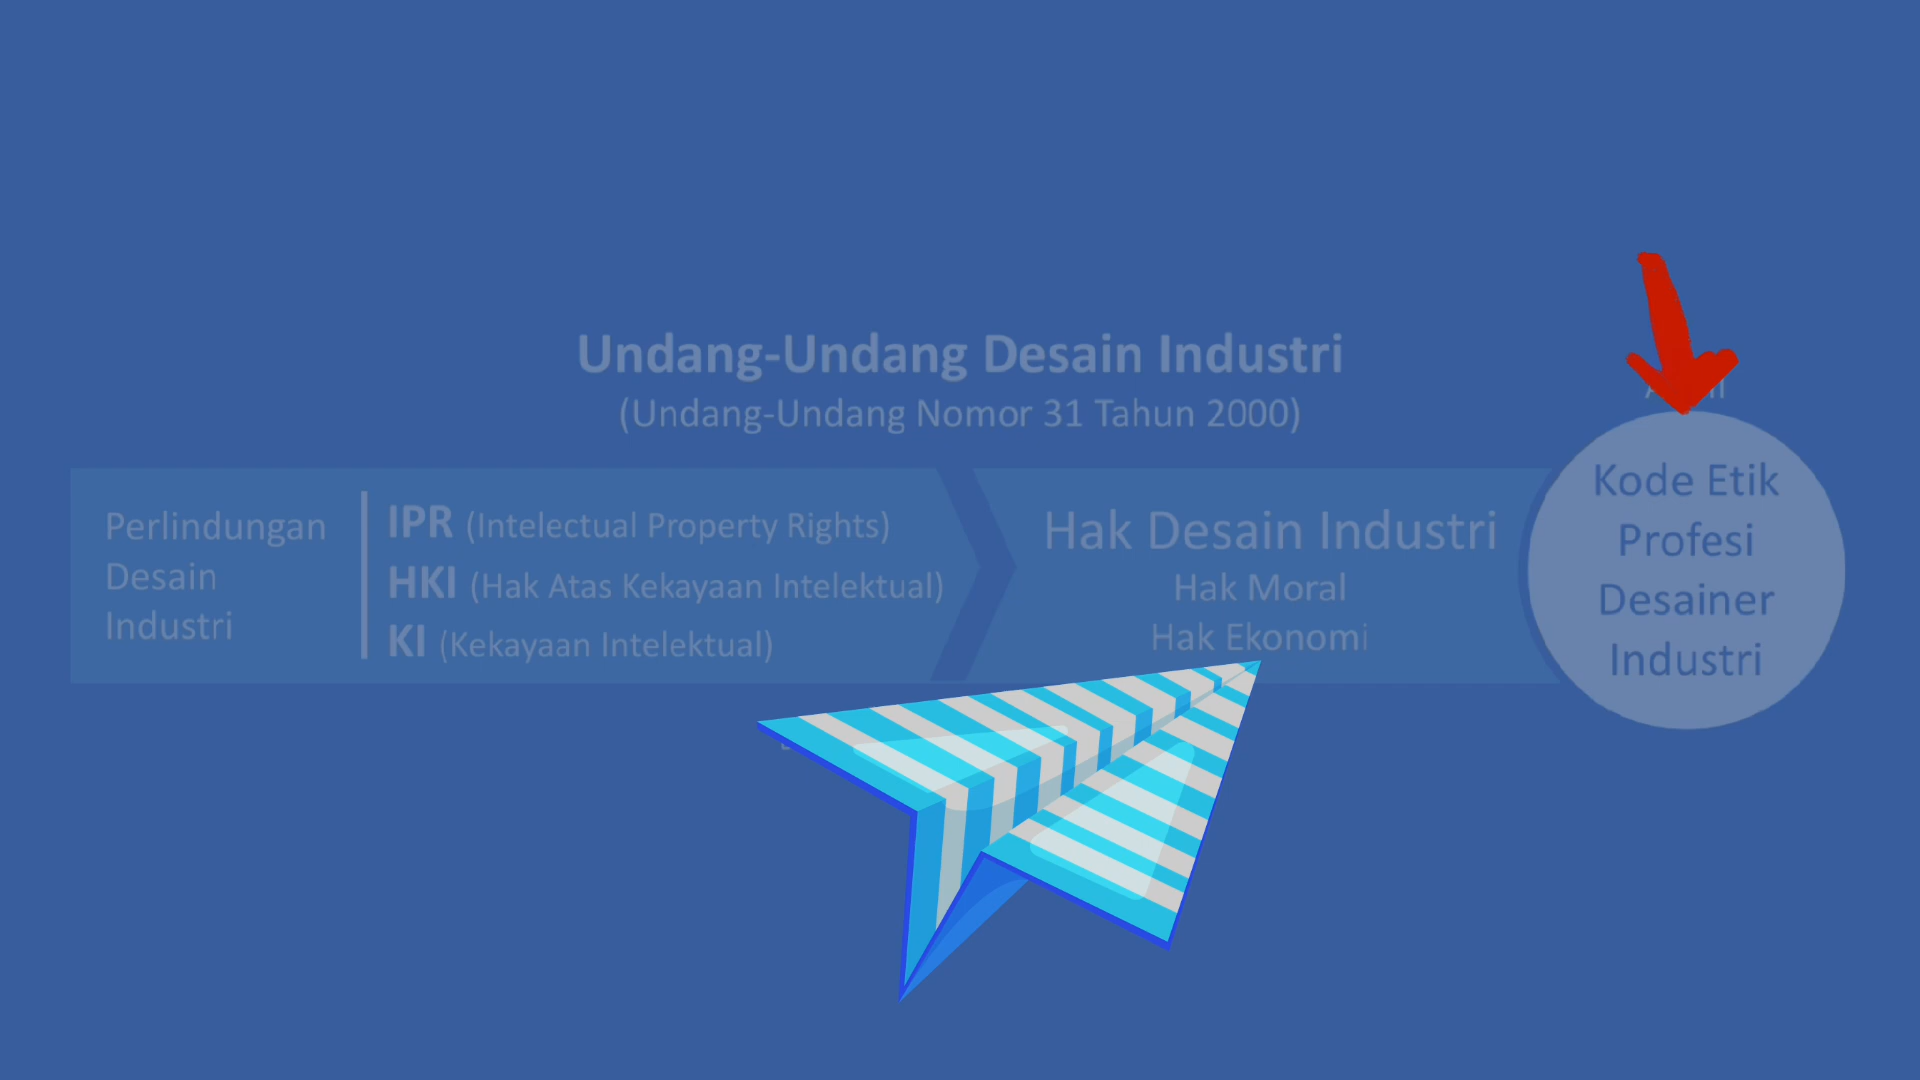 Undang-Undang Desain Industri
(Undang-Undang Nomor 31 Tahun 2000)
Perlindungan
Desain
Industri
IPR (Intelectual Property Rights)
HKI (Hak Atas Kekayaan Intelektual)
KI (Kekayaan Intelektual)
Hak Desain Industri
Hak Moral
Hak Ekonomi
Kode Etik
Profesi
Desainer
Industri